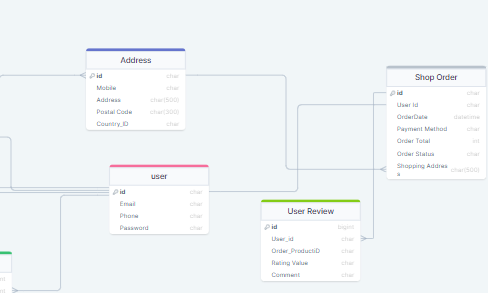 Address
id char
Mobile char
Address char(500)
Postal Code char(300)
Country_ID char
Shop Order
id char
User Id char
OrderDate datetime
Payment Method char
Order Total int
Order Status char
Shopping Addres
s char(500)
user
id char
Email char
Phone char
Password char
User Review
id bigint
User_id char
Order_ProductID char
Rating Value char
Comment char